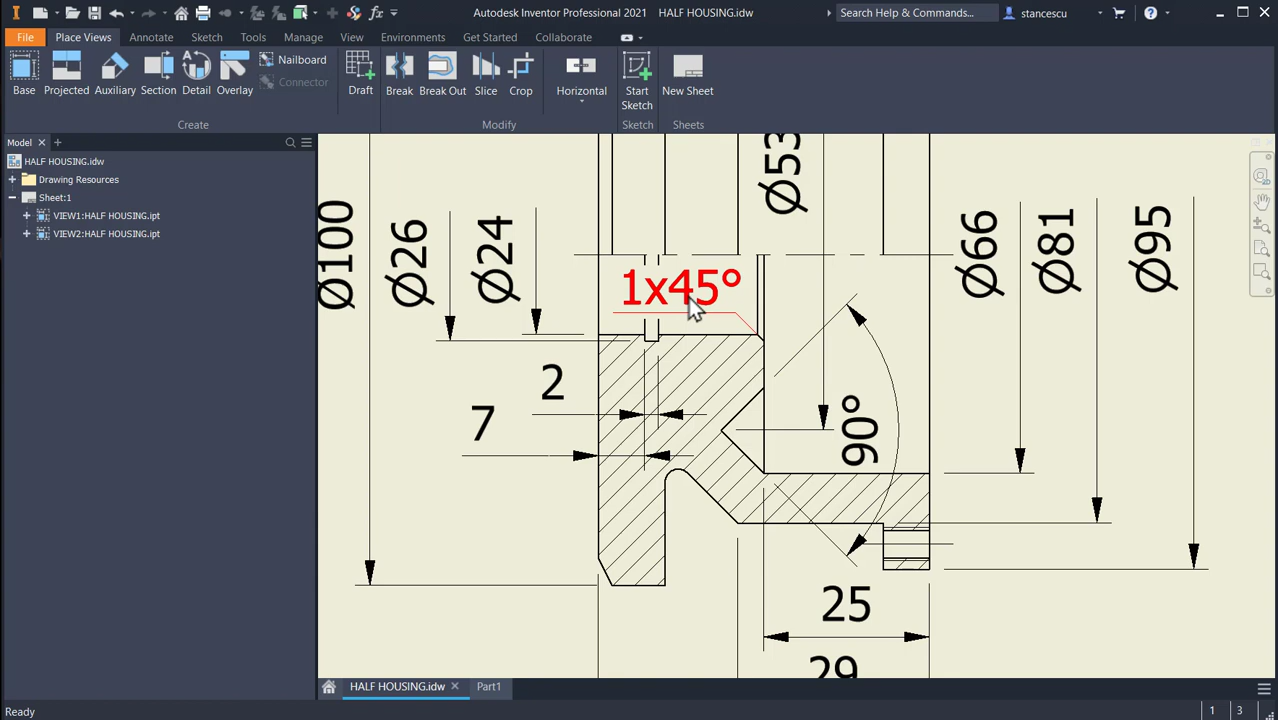 Autodesk Inventor Professional 2021 HALF HOUSING.idw
Search Help & Commands...
stancescu
File Place Views Annotate Sketch Tools Manage View Environments Get Started Collaborate
Base
Projected
Auxiliary
Section
Detail
Overlay
Nailboard
Connector
Draft
Break
Break Out
Slice
Crop
Horizontal
Start
Sketch
New Sheet
Create
Modify
Sketch
Sheets
Model
HALF HOUSING.idw
Drawing Resources
Sheet:1
VIEW1:HALF HOUSING.ipt
VIEW2:HALF HOUSING.ipt
Ø100
Ø26
Ø24
1x45°
Ø53
Ø66
Ø81
Ø95
2
7
90°
25
29
HALF HOUSING.idw
Part1
Ready
1 3